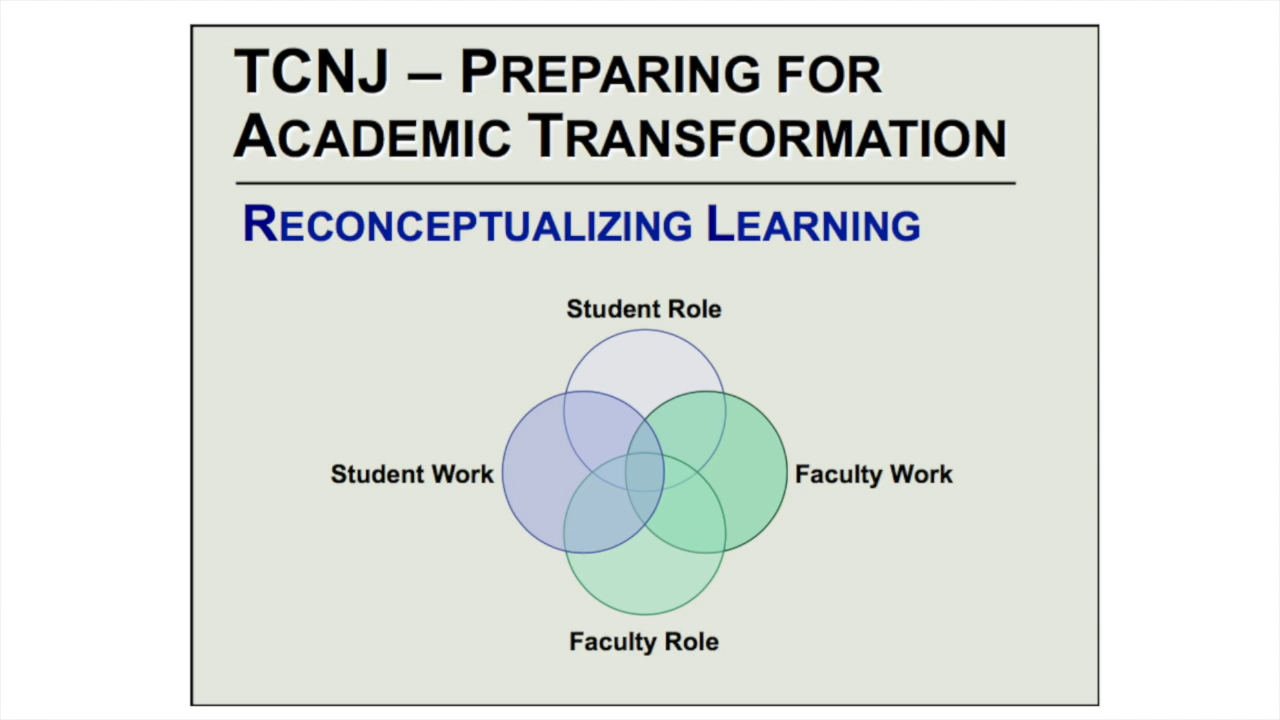 TCNJ – PREPARING FOR
ACADEMIC TRANSFORMATION
RECONCEPTUALIZING LEARNING
Student Role
Student Work
Faculty Work
Faculty Role